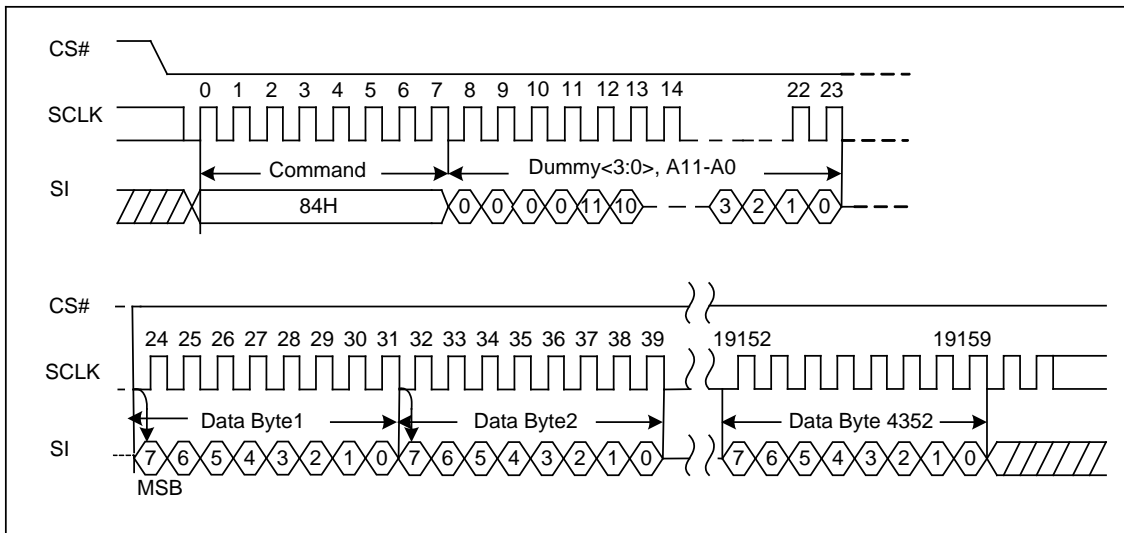 CS#
0 1 2 3 4 5 6 7 8 9 10 11 12 13 14 22 23
SCLK
Command Dummy<3:0>, A11-A0
SI
84H 0 0 0 0 11 10 3 2 1 0
CS#
24 25 26 27 28 29 30 31 32 33 34 35 36 37 38 39 19152 19159
SCLK
Data Byte1 Data Byte2 Data Byte 4352
SI
7 6 5 4 3 2 1 0 7 6 5 4 3 2 1 0 7 6 5 4 3 2 1 0
MSB